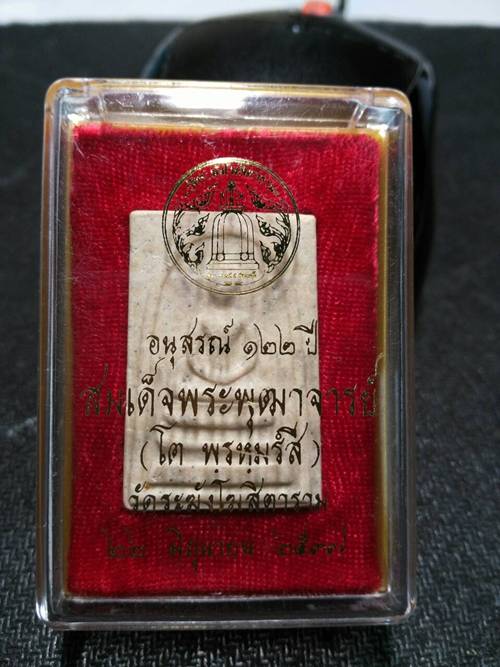 อนุสรณ์ ๑๒๒ ปี
สมเด็จพระพุฒาจารย์
(โต พรหมรังสี)
วัดระฆังโฆสิตาราม
๒๒ มิถุนายน ๒๕๓๗